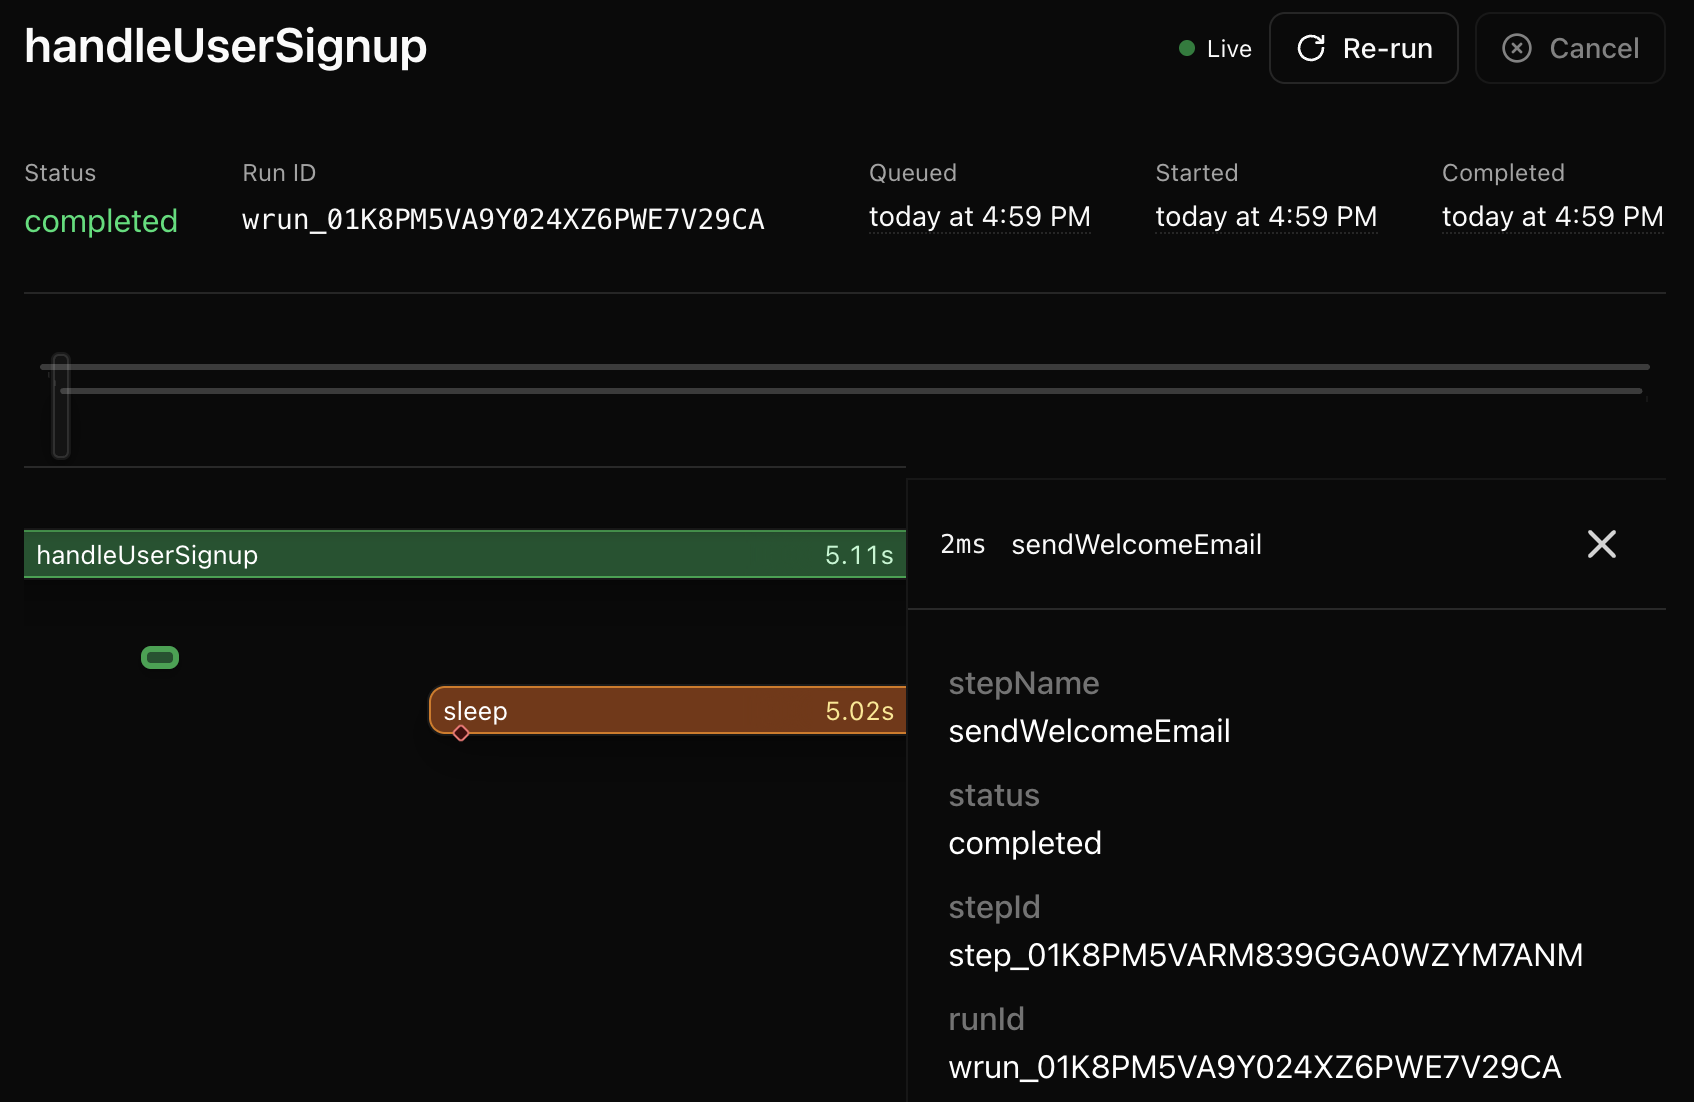 handleUserSignup
Live
Re-run
Cancel
Status
Run ID
Queued
Started
Completed
completed
wrun_01K8PM5VA9Y024XZ6PWE7V29CA
today at 4:59 PM
today at 4:59 PM
today at 4:59 PM
handleUserSignup 5.11s
sleep 5.02s
2ms sendWelcomeEmail
stepName
sendWelcomeEmail
status
completed
stepId
step_01K8PM5VARM839GGA0WZYM7ANM
runId
wrun_01K8PM5VA9Y024XZ6PWE7V29CA